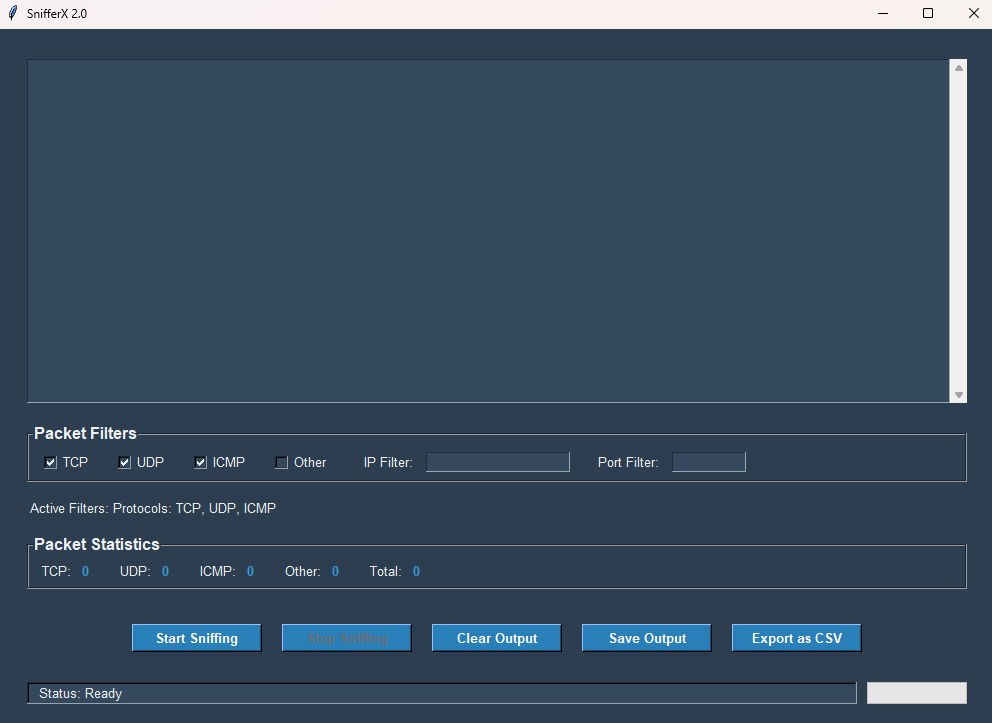 SnifferX 2.0
Packet Filters
TCP UDP ICMP Other IP Filter: Port Filter:
Active Filters: Protocols: TCP, UDP, ICMP
Packet Statistics
TCP: 0 UDP: 0 ICMP: 0 Other: 0 Total: 0
Start Sniffing Stop Sniffing Clear Output Save Output Export as CSV
Status: Ready